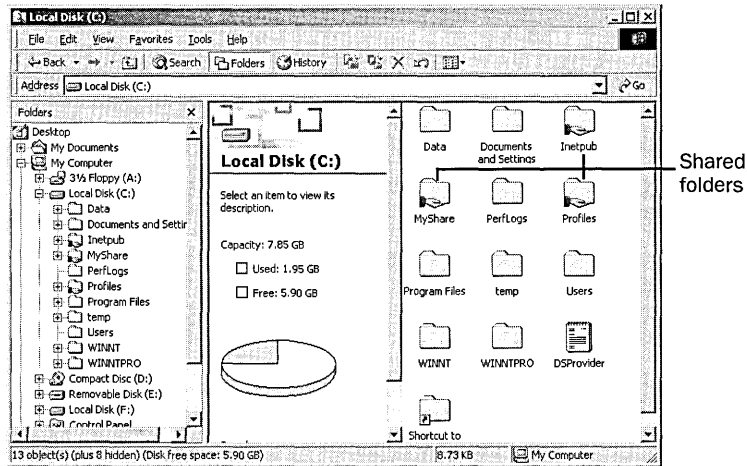 Local Disk (C:)
File Edit View Favorites Tools Help
Back Search Folders History
Address Local Disk (C:) Go
Folders
Desktop
My Documents
My Computer
3½ Floppy (A:)
Local Disk (C:)
Data
Documents and Settir
Inetpub
MyShare
PerfLogs
Profiles
Program Files
temp
Users
WINNT
WINNTPRO
Compact Disc (D:)
Removable Disk (E:)
Local Disk (F:)
Control Panel
Local Disk (C:)
Select an item to view its
description.
Capacity: 7.85 GB
Used: 1.95 GB
Free: 5.90 GB
Data
Documents
and Settings
Inetpub
MyShare
PerfLogs
Profiles
Program Files
temp
Users
WINNT
WINNTPRO
DSProvider
Shortcut to
Shared
folders
13 object(s) (plus 8 hidden) (Disk free space: 5.90 GB)
8.73 KB
My Computer